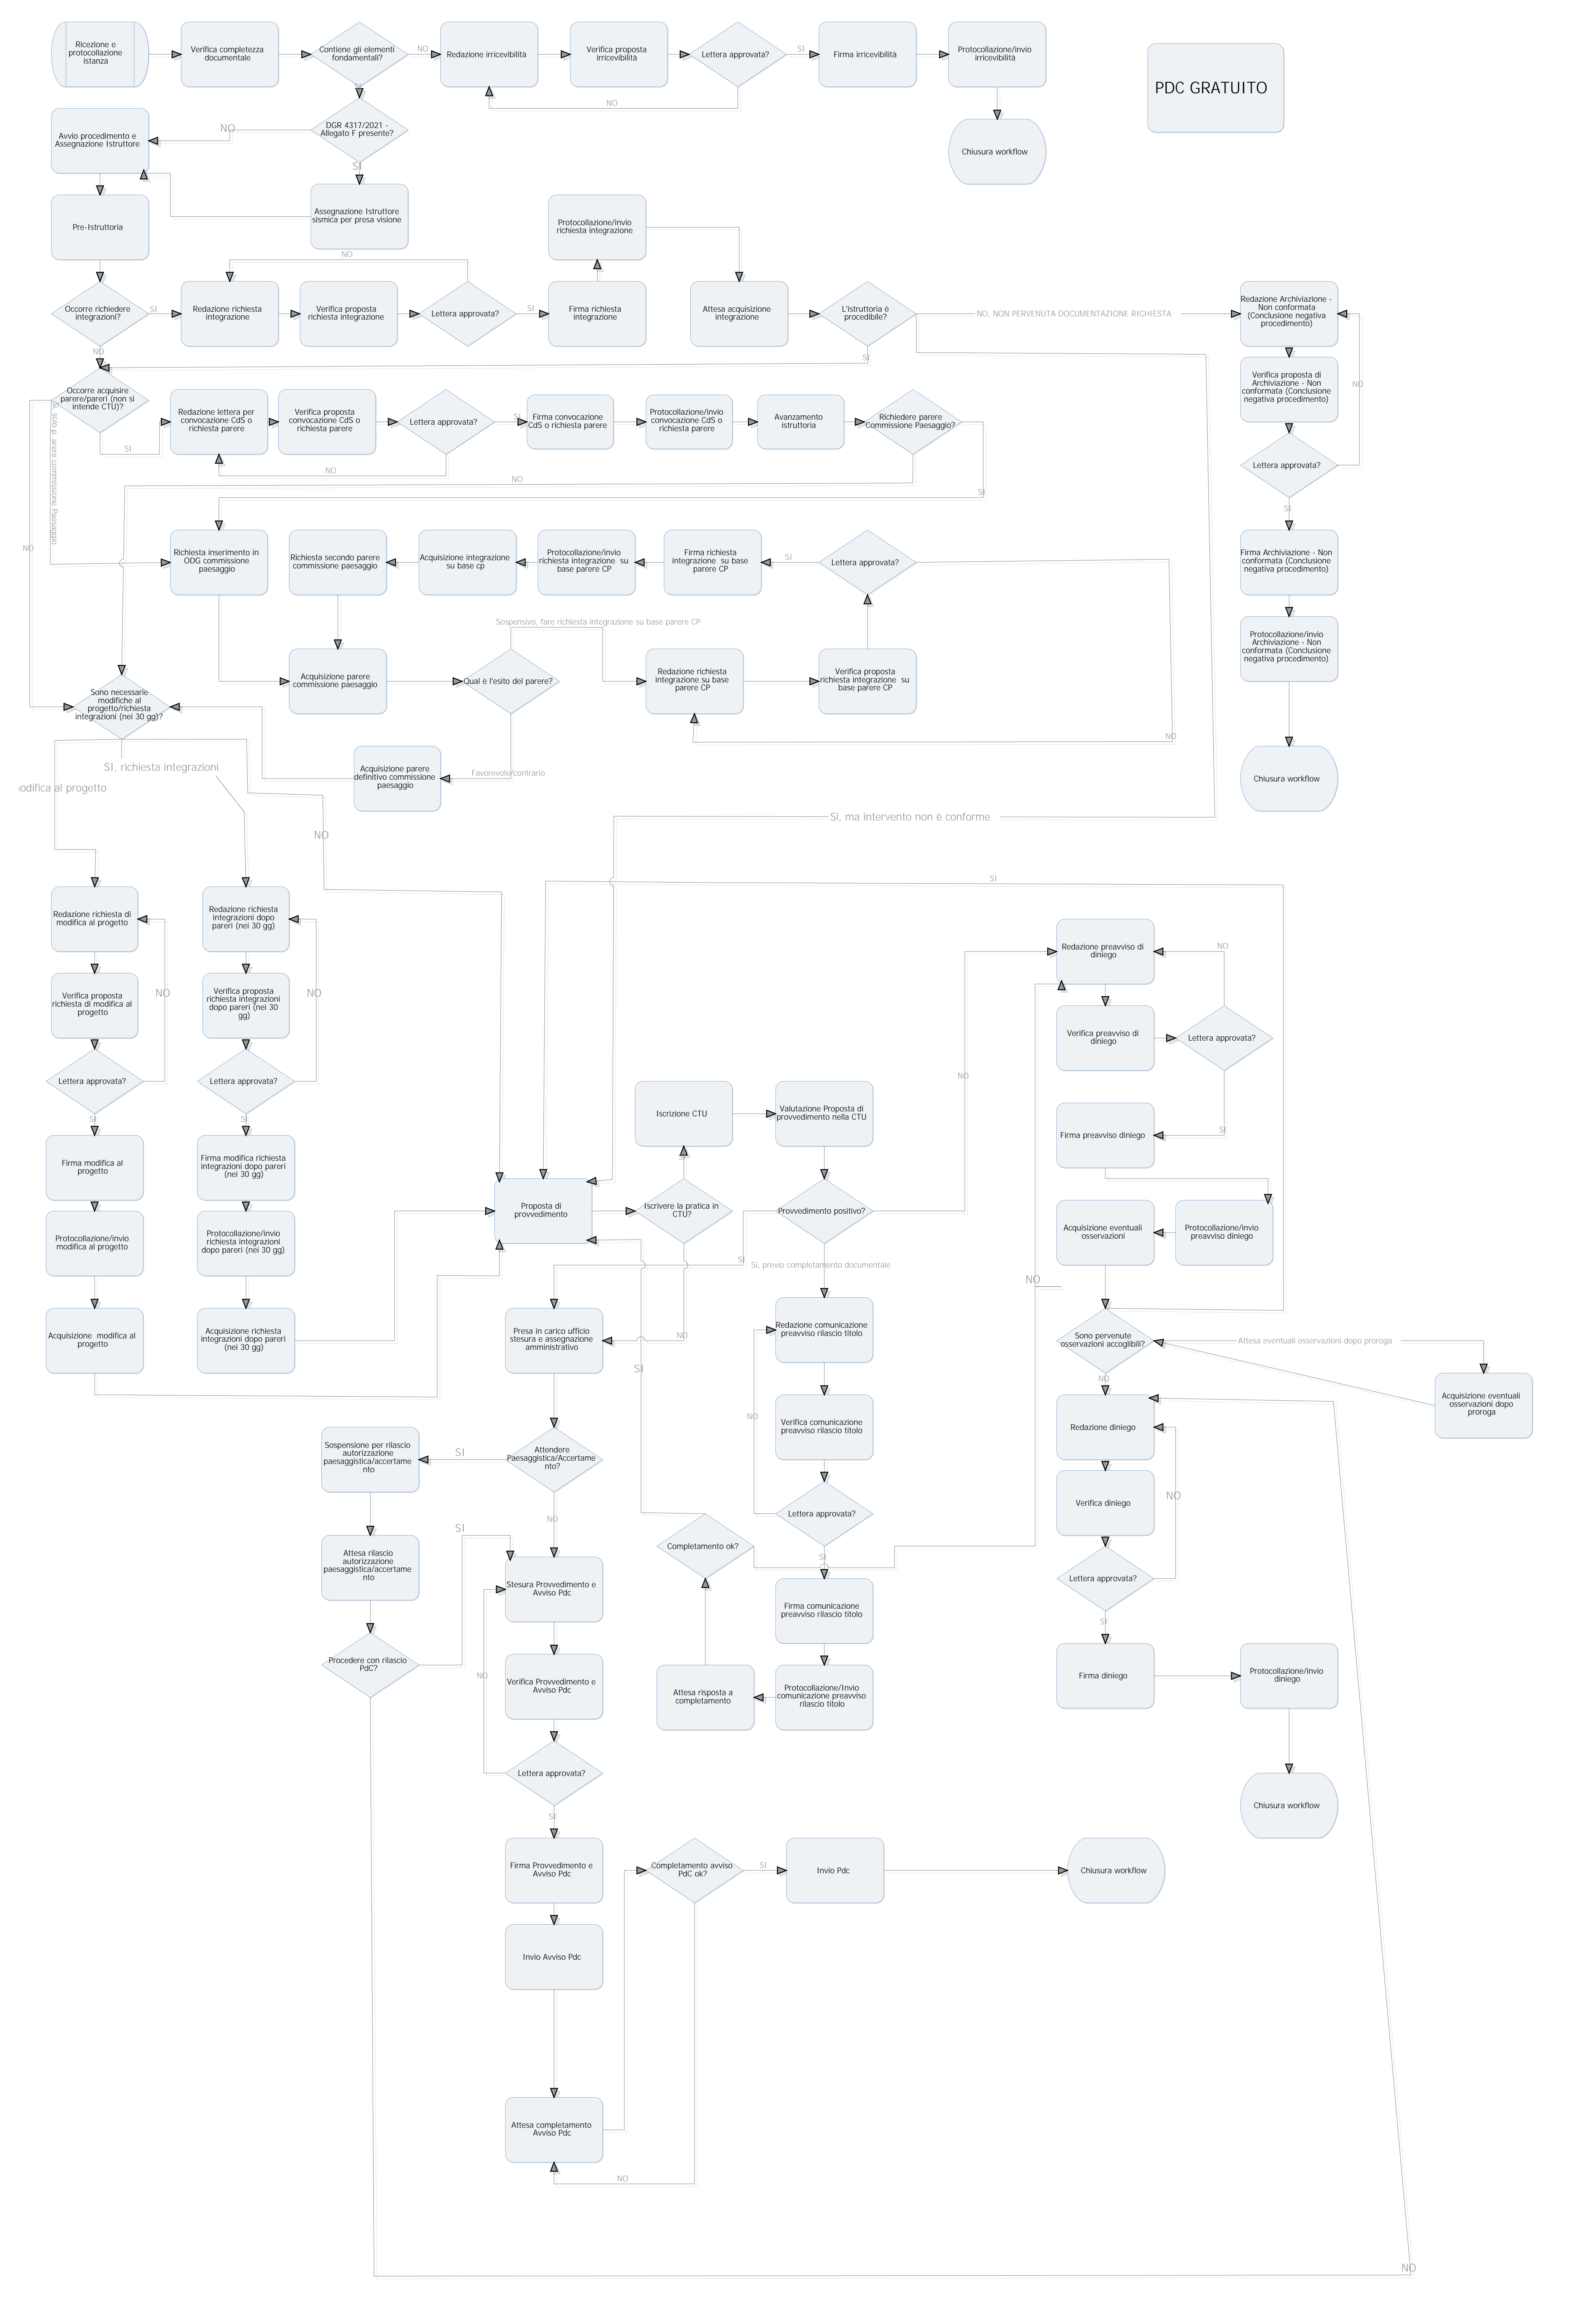 Ricezione e
protocollazione
istanza
Verifica completezza
documentale
Contiene gli elementi
fondamentali?
NO
Redazione irricevibilità
Verifica proposta
irricevibilità
Lettera approvata?
SI
Firma irricevibilità
Protocollazione/invio
irricevibilità
NO
PDC GRATUITO
Chiusura workflow
DGR 4317/2021 -
Allegato F presente?
NO
SI
Avvio procedimento e
Assegnazione Istruttore
Assegnazione Istruttore
sismica per presa visione
Pre-Istruttoria
Protocollazione/invio
richiesta integrazione
NO
Occorre richiedere
integrazioni?
SI
Redazione richiesta
integrazione
Verifica proposta
richiesta integrazione
Lettera approvata?
SI
Firma richiesta
integrazione
Attesa acquisizione
integrazione
L'istruttoria è
procedibile?
NO, NON PERVENUTA DOCUMENTAZIONE RICHIESTA
Redazione Archiviazione -
Non conformata
(Conclusione negativa
procedimento)
NO
SI
Verifica proposta di
Archiviazione - Non
conformata (Conclusione
negativa procedimento)
NO
Occorre acquisire
parere/pareri (non si
intende CTU)?
SI, solo p arere commissione Paesaggio
SI
Redazione lettera per
convocazione CdS o
richiesta parere
Verifica proposta
convocazione CdS o
richiesta parere
Lettera approvata?
SI
Firma convocazione
CdS o richiesta parere
Protocollazione/invio
convocazione CdS o
richiesta parere
Avanzamento
istruttoria
Richiedere parere
Commissione Paesaggio?
NO
NO
SI
Lettera approvata?
SI
NO
Richiesta inserimento in
ODG commissione
paesaggio
Richiesta secondo parere
commissione paesaggio
Acquisizione integrazione
su base cp
Protocollazione/invio
richiesta integrazione  su
base parere CP
Firma richiesta
integrazione  su base
parere CP
SI
Lettera approvata?
Firma Archiviazione - Non
conformata (Conclusione
negativa procedimento)
Sospensivo, fare richiesta integrazione su base parere CP
Protocollazione/invio
Archiviazione - Non
conformata (Conclusione
negativa procedimento)
Acquisizione parere
commissione paesaggio
Qual è l'esito del parere?
Redazione richiesta
integrazione su base
parere CP
Verifica proposta
richiesta integrazione  su
base parere CP
NO
Sono necessarie
modifiche al
progetto/richiesta
integrazioni (nei 30 gg)?
Acquisizione parere
definitivo commissione
paesaggio
Favorevole/contrario
Chiusura workflow
SI, richiesta integrazioni
odifica al progetto
NO
Si, ma intervento non è conforme
SI
Redazione richiesta di
modifica al progetto
Redazione richiesta
integrazioni dopo
pareri (nei 30 gg)
Verifica proposta
richiesta di modifica al
progetto
NO
Verifica proposta
richiesta integrazioni
dopo pareri (nei 30
gg)
NO
Redazione preavviso di
diniego
NO
Verifica preavviso di
diniego
Lettera approvata?
NO
Lettera approvata?
SI
Lettera approvata?
SI
Iscrizione CTU
Valutazione Proposta di
provvedimento nella CTU
Firma preavviso diniego
SI
Firma modifica al
progetto
Firma modifica richiesta
integrazioni dopo pareri
(nei 30 gg)
SI
Proposta di
provvedimento
Iscrivere la pratica in
CTU?
Provvedimento positivo?
Acquisizione eventuali
osservazioni
Protocollazione/invio
preavviso diniego
Protocollazione/invio
modifica al progetto
Protocollazione/invio
richiesta integrazioni
dopo pareri (nei 30 gg)
SI
Si, previo completamento documentale
NO
Acquisizione  modifica al
progetto
Acquisizione richiesta
integrazioni dopo pareri
(nei 30 gg)
Presa in carico ufficio
stesura e assegnazione
amministrativo
NO
Redazione comunicazione
preavviso rilascio titolo
Sono pervenute
osservazioni accoglibili?
Attesa eventuali osservazioni dopo proroga
SI
NO
Acquisizione eventuali
osservazioni dopo
proroga
Redazione diniego
NO
Verifica comunicazione
preavviso rilascio titolo
Sospensione per rilascio
autorizzazione
paesaggistica/accertame
nto
SI
Attendere
Paesaggistica/Accertame
nto?
Verifica diniego
NO
NO
Lettera approvata?
SI
Completamento ok?
Attesa rilascio
autorizzazione
paesaggistica/accertame
nto
SI
Stesura Provvedimento e
Avviso Pdc
Firma comunicazione
preavviso rilascio titolo
Lettera approvata?
SI
Procedere con rilascio
PdC?
NO
Verifica Provvedimento e
Avviso Pdc
Attesa risposta a
completamento
Protocollazione/Invio
comunicazione preavviso
rilascio titolo
Firma diniego
Protocollazione/invio
diniego
Lettera approvata?
SI
Chiusura workflow
Firma Provvedimento e
Avviso Pdc
Completamento avviso
PdC ok?
SI
Invio Pdc
Chiusura workflow
Invio Avviso Pdc
Attesa completamento
Avviso Pdc
NO
NO